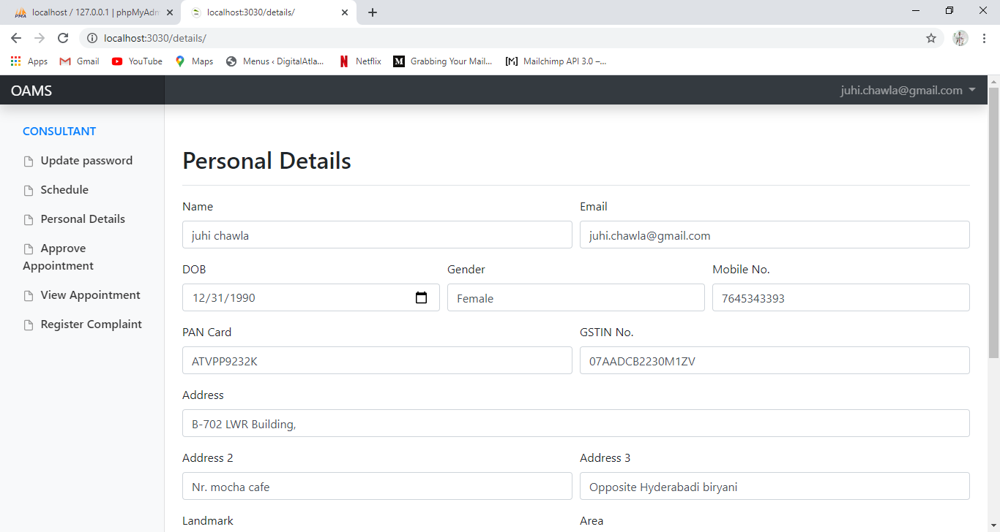 localhost / 127.0.0.1 | phpMyAdm
localhost:3030/details/
localhost:3030/details/
Apps
Gmail
YouTube
Maps
Menus ‹ DigitalAtla...
Netflix
Grabbing Your Mail...
Mailchimp API 3.0 –...
OAMS
juhi.chawla@gmail.com
CONSULTANT
Update password
Schedule
Personal Details
Approve
Appointment
View Appointment
Register Complaint
Personal Details
Name
Email
juhi chawla
juhi.chawla@gmail.com
DOB
Gender
Mobile No.
12/31/1990
Female
7645343393
PAN Card
GSTIN No.
ATVPP9232K
07AADCB2230M1ZV
Address
B-702 LWR Building,
Address 2
Address 3
Nr. mocha cafe
Opposite Hyderabadi biryani
Landmark
Area